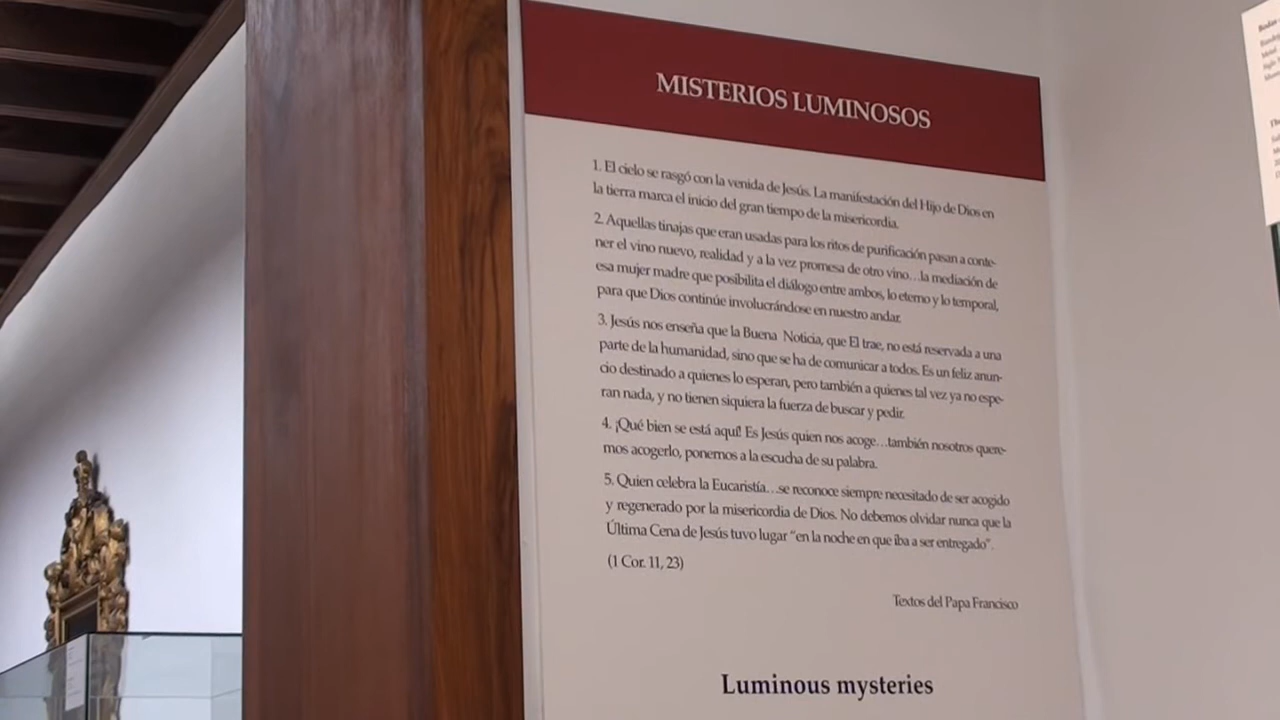 MISTERIOS LUMINOSOS
1. El cielo se rasgó con la venida de Jesús. La manifestación del Hijo de Dios en
la tierra marca el inicio del gran tiempo de la misericordia.
2. Aquellas tinajas que eran usadas para los ritos de purificación pasan a conte-
ner el vino nuevo, realidad y a la vez promesa de otro vino…la mediación de
esa mujer madre que posibilita el diálogo entre ambos, lo eterno y lo temporal,
para que Dios continúe involucrándose en nuestro andar.
3. Jesús nos enseña que la Buena Noticia, que El trae, no está reservada a una
parte de la humanidad, sino que se ha de comunicar a todos. Es un feliz anun-
cio destinado a quienes lo esperan, pero también a quienes tal vez ya no espe-
ran nada, y no tienen siquiera la fuerza de buscar y pedir.
4. ¡Qué bien se está aquí! Es Jesús quien nos acoge…también nosotros quere-
mos acogerlo, ponernos a la escucha de su palabra.
5. Quien celebra la Eucaristía…se reconoce siempre necesitado de ser acogido
y regenerado por la misericordia de Dios. No debemos olvidar nunca que la
Última Cena de Jesús tuvo lugar “en la noche en que iba a ser entregado”.
(1 Cor. 11, 23)
Textos del Papa Francisco
Luminous mysteries